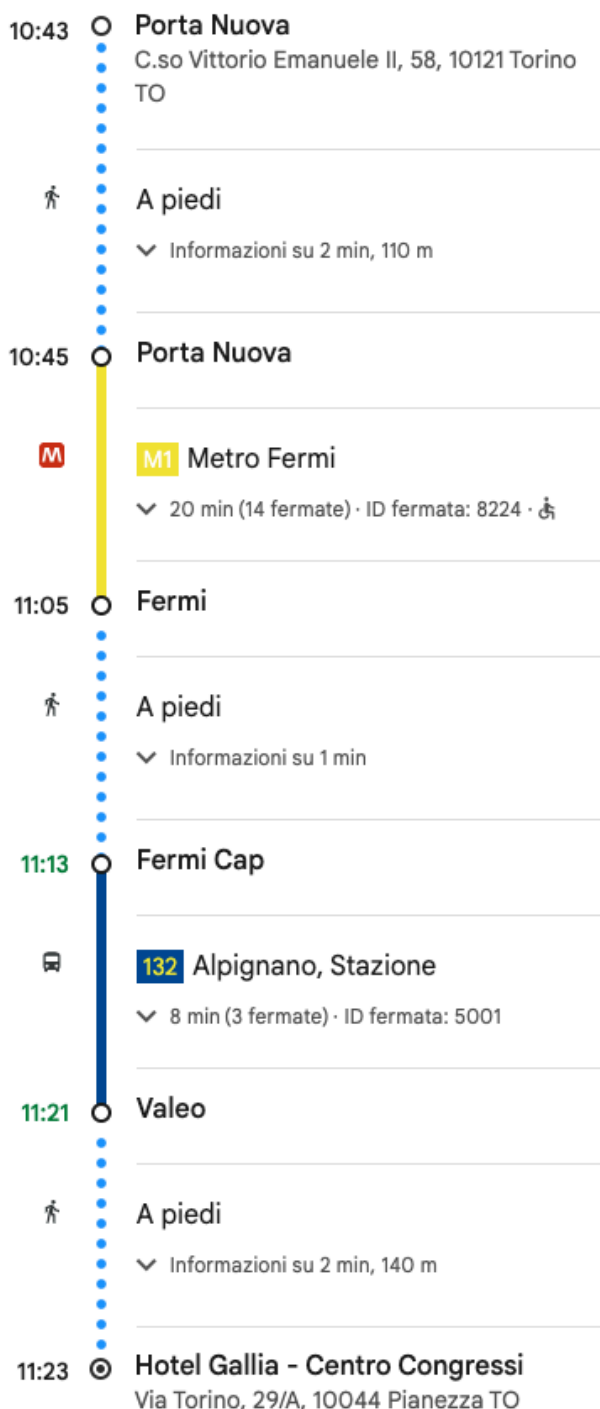 10:43 Porta Nuova
C.so Vittorio Emanuele II, 58, 10121 Torino
TO
A piedi
Informazioni su 2 min, 110 m
10:45 Porta Nuova
M M1 Metro Fermi
20 min (14 fermate) · ID fermata: 8224 ·
11:05 Fermi
A piedi
Informazioni su 1 min
11:13 Fermi Cap
132 Alpignano, Stazione
8 min (3 fermate) · ID fermata: 5001
11:21 Valeo
A piedi
Informazioni su 2 min, 140 m
11:23 Hotel Gallia - Centro Congressi
Via Torino, 29/A, 10044 Pianezza TO